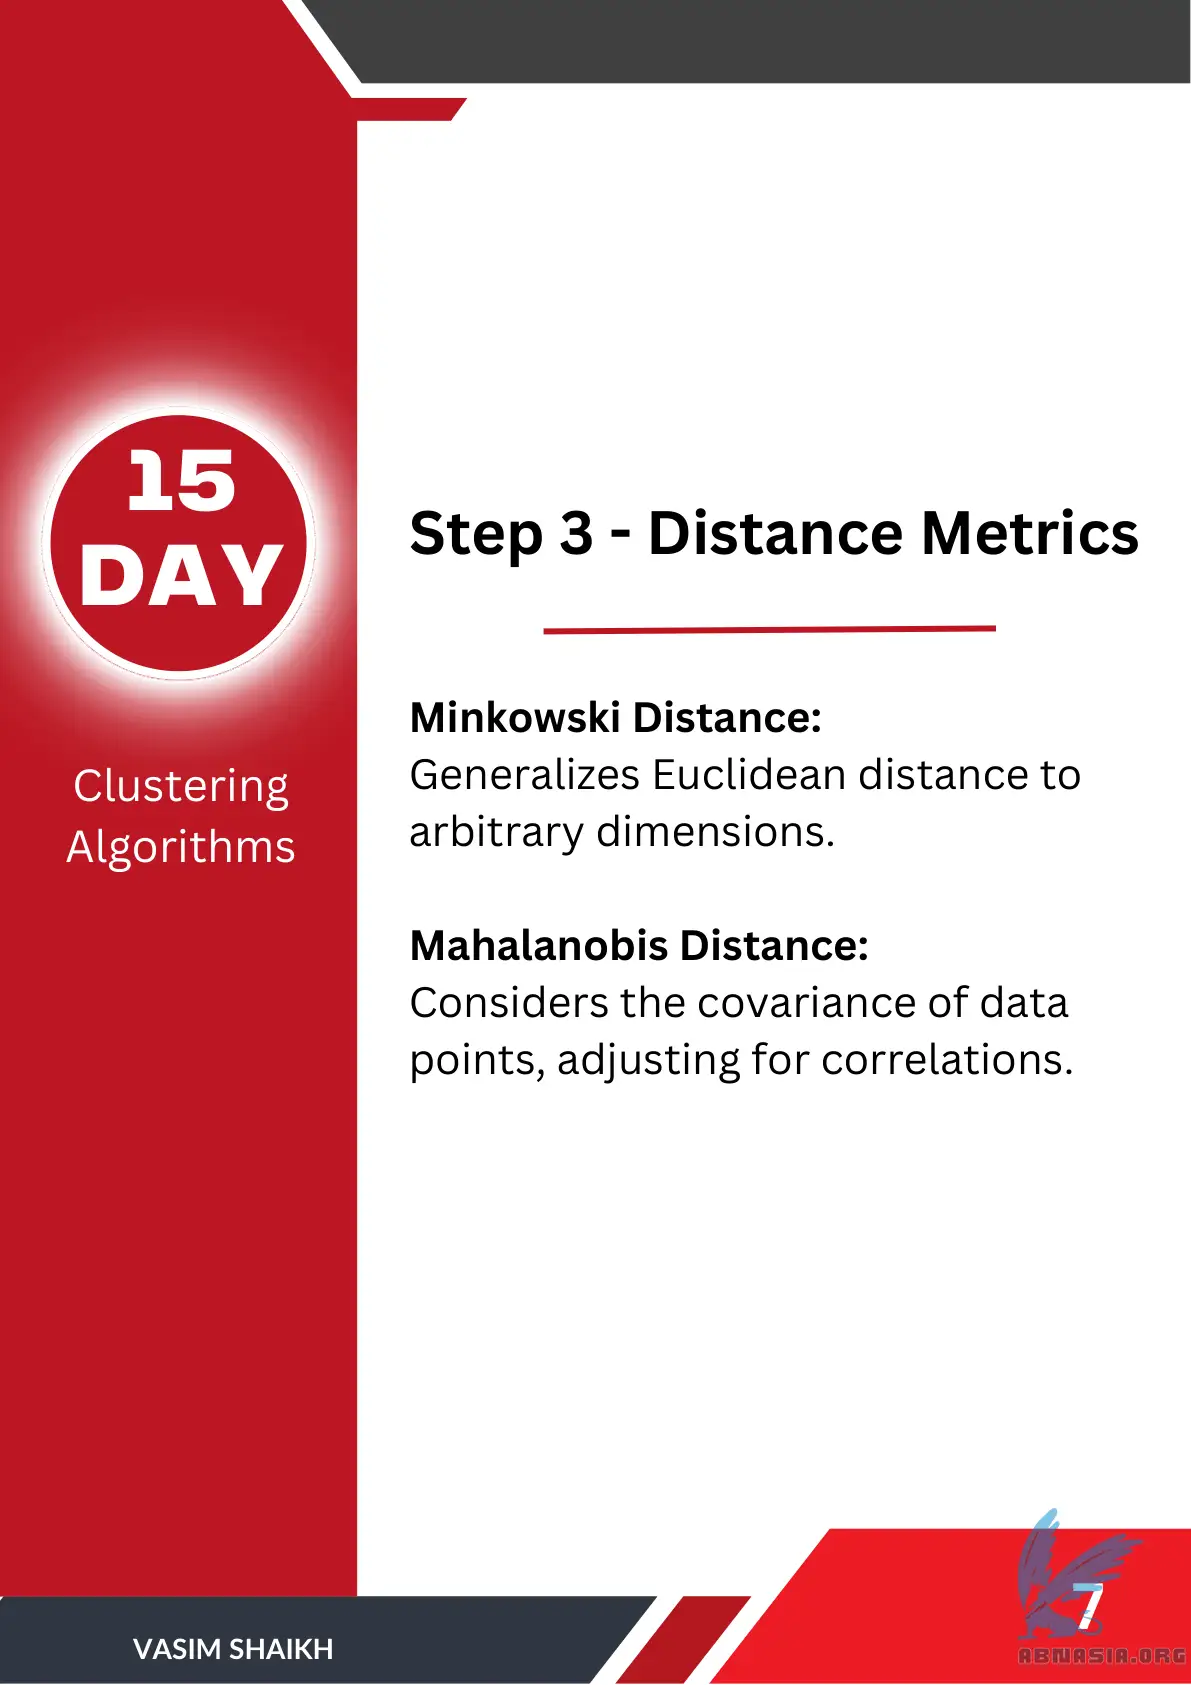 15
DAY
Clustering
Algorithms
Step 3 - Distance Metrics
Minkowski Distance:
Generalizes Euclidean distance to
arbitrary dimensions.
Mahalanobis Distance:
Considers the covariance of data
points, adjusting for correlations.
VASIM SHAIKH
7
ABNASIA.ORG